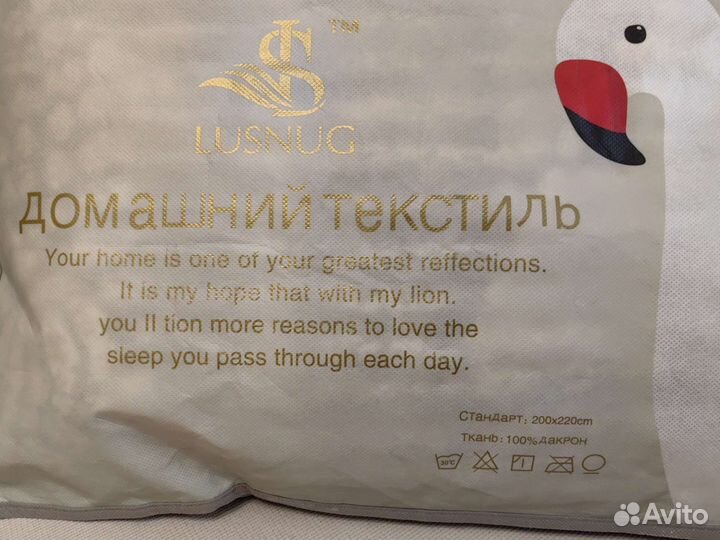 TM
LUSNUG
ДОМАШНИЙ ТЕКСТИЛЬ
Your home is one of your greatest reffections.
It is my hope that with my lion.
you II tion more reasons to love the
sleep you pass through each day.
Стандарт: 200x220cm
Ткань: 100% дакрон
30°C
Avito